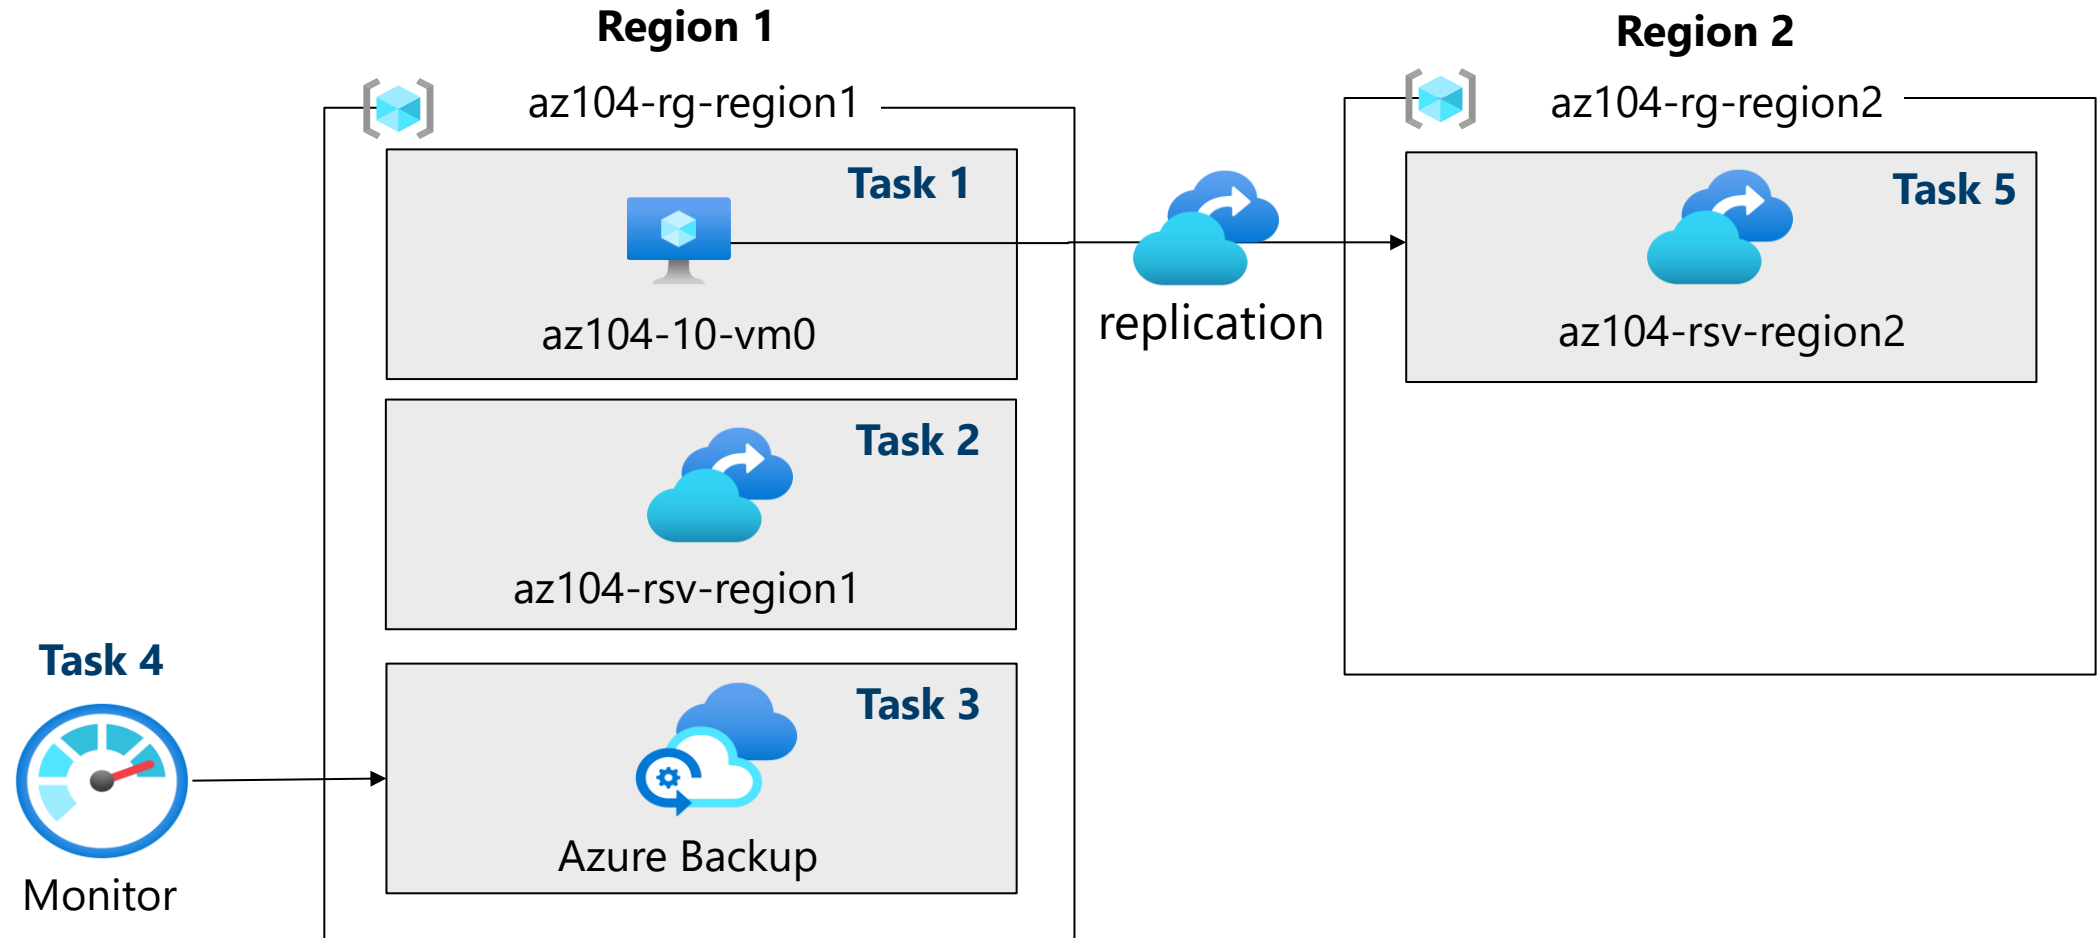 Region 1
az104-rg-region1
Task 1
az104-10-vm0
Task 2
az104-rsv-region1
Task 3
Azure Backup
Task 4
Monitor
replication
Region 2
az104-rg-region2
Task 5
az104-rsv-region2